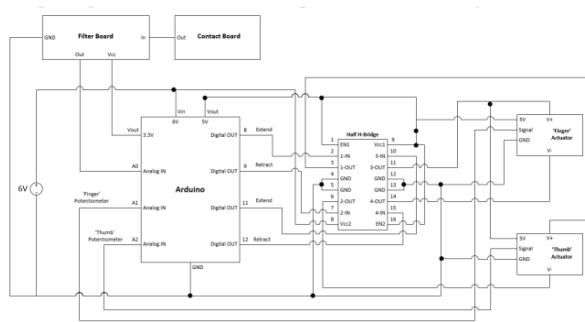 Filter Board
GND
In
Out
Vcc
Contact Board
Out
Vin
6V
Vout
5V
Vout
3.3V
A0
Analog IN
'Finger'
Potentiometer
A1
Analog IN
'Thumb'
Potentiometer
A2
Analog IN
Arduino
GND
Digital OUT
8
Extend
Digital OUT
9
Retract
Digital OUT
11
Extend
Digital OUT
12
Retract
6V
Half H-bridge
1 EN1 Vcc1 9
2 1-IN 3-IN 10
3 1-OUT 3-OUT 11
4 GND GND 12
5 GND GND 13
6 2-OUT 4-OUT 14
7 2-IN 4-IN 15
8 Vcc2 EN2 16
5V
Signal
GND
V+
'Finger'
Actuator
V-
5V
Signal
GND
V+
'Thumb'
Actuator
V-